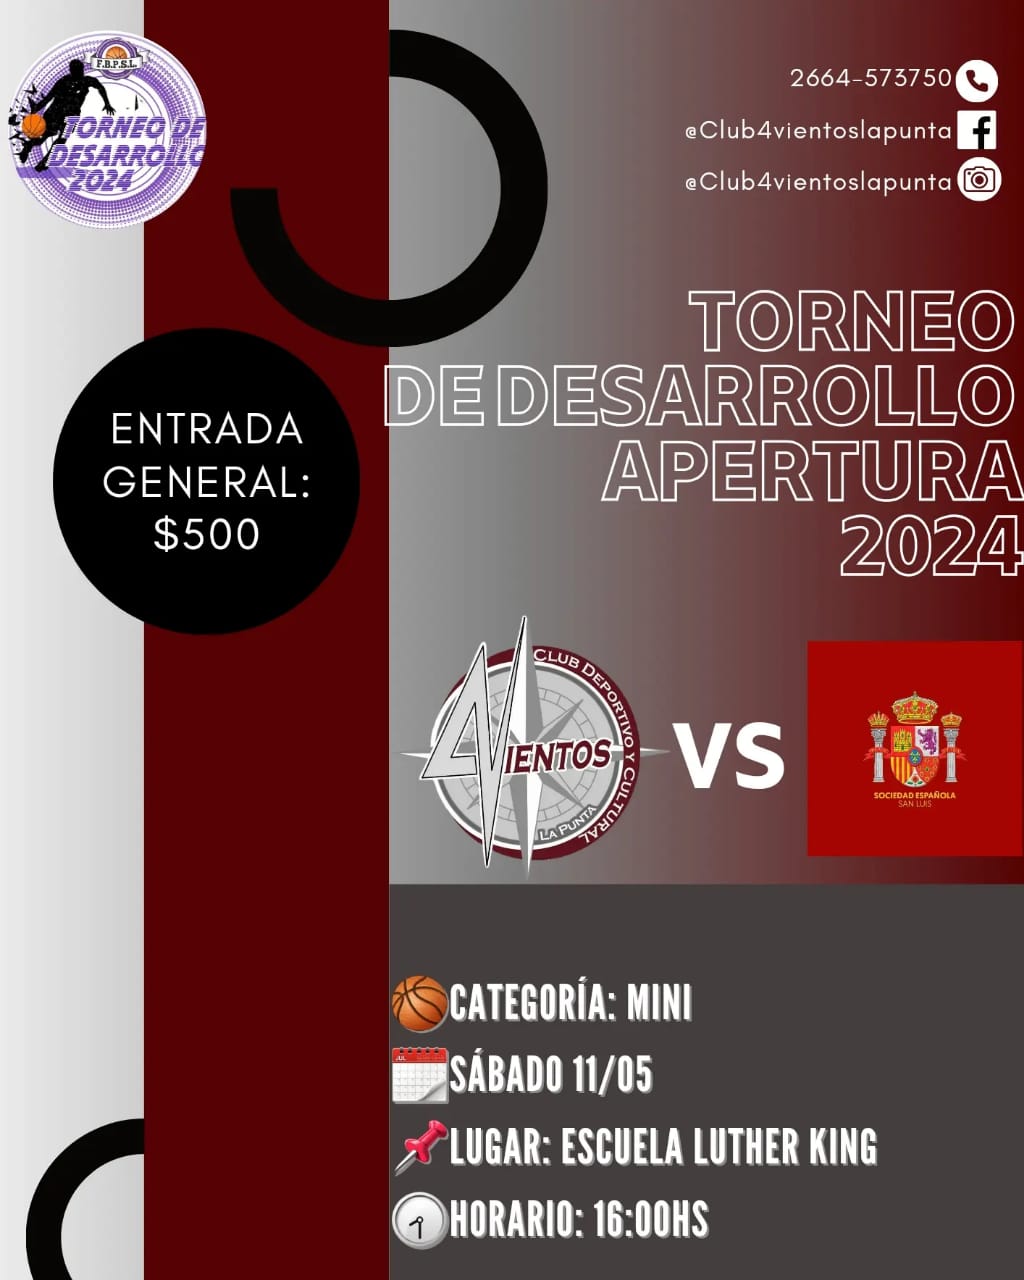 F.B.P.S.L.
TORNEO DE
DESARROLLO
2024
2664-573750
@Club4vientoslapunta
@Club4vientoslapunta
TORNEO
DE DESARROLLO
APERTURA
2024
ENTRADA
GENERAL:
$500
CLUB DEPORTIVO Y CULTURAL
4VIENTOS
LA PUNTA
VS
SOCIEDAD ESPAÑOLA
SAN LUIS
CATEGORÍA: MINI
JUL
SÁBADO 11/05
LUGAR: ESCUELA LUTHER KING
HORARIO: 16:00HS